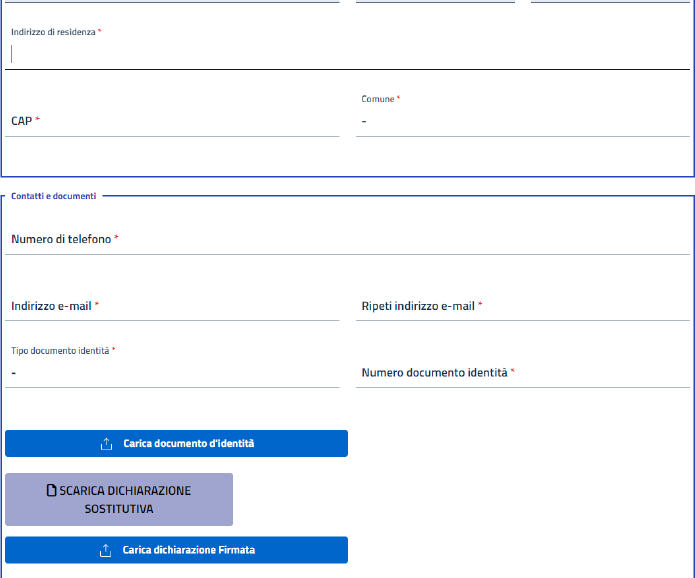 Indirizzo di residenza *
Comune *
CAP *
-
Contatti e documenti
Numero di telefono *
Indirizzo e-mail *
Ripeti indirizzo e-mail *
Tipo documento identità *
-
Numero documento identità *
Carica documento d'identità
SCARICA DICHIARAZIONE
SOSTITUTIVA
Carica dichiarazione Firmata